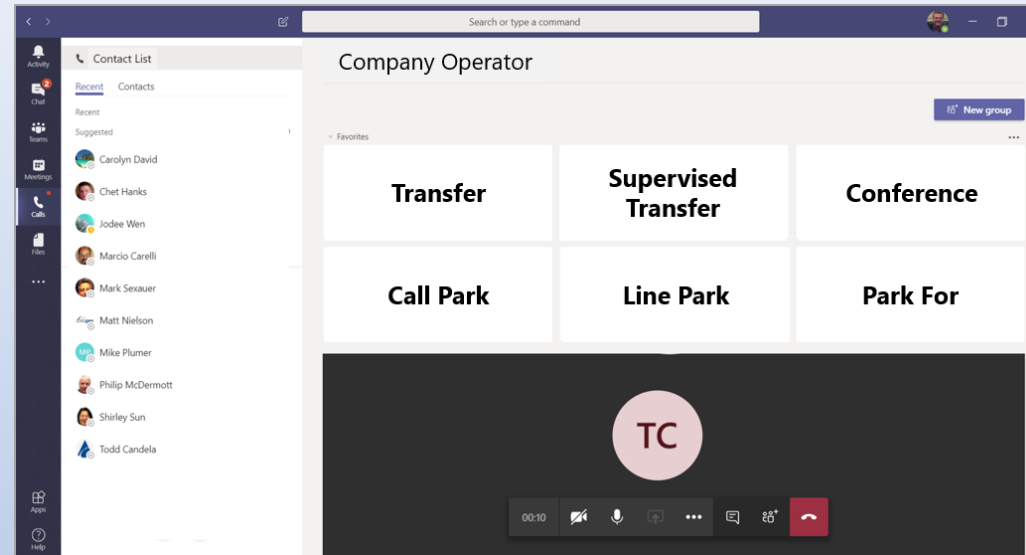 Search or type a command
Activity
2
Chat
Teams
Meetings
Calls
Files
Apps
Help
Contact List
Recent
Contacts
Recent
Suggested
Carolyn David
Chet Hanks
Jodee Wen
Marcio Carelli
Mark Sexauer
Matt Nielson
MP
Mike Plumer
Philip McDermott
Shirley Sun
Todd Candela
Company Operator
New group
Favorites
Transfer
Supervised
Transfer
Conference
Call Park
Line Park
Park For
TC
00:10